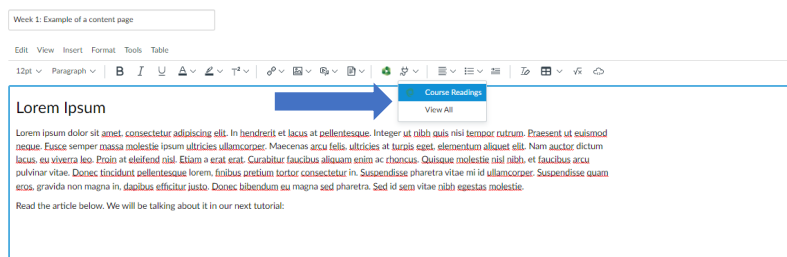 Week 1: Example of a content page
Edit View Insert Format Tools Table
12pt Paragraph B I U A T²
Course Readings
View All
Lorem Ipsum
Lorem ipsum dolor sit amet, consectetur adipiscing elit. In hendrerit et lacus at pellentesque. Integer ut nibh quis nisi tempor rutrum. Praesent ut euismod
neque. Fusce semper massa molestie ipsum ultricies ullamcorper. Maecenas arcu felis, ultricies at turpis eget, elementum aliquet elit. Nam auctor dictum
lacus, eu viverra leo. Proin at eleifend nisl. Etiam a erat erat. Curabitur faucibus aliquam enim ac rhoncus. Quisque molestie nisl nibh, et faucibus arcu
pulvinar vitae. Donec tincidunt pellentesque lorem, finibus pretium tortor consectetur in. Suspendisse pharetra vitae mi id ullamcorper. Suspendisse quam
eros, gravida non magna in, dapibus efficitur justo. Donec bibendum eu magna sed pharetra. Sed id sem vitae nibh egestas molestie.
Read the article below. We will be talking about it in our next tutorial: